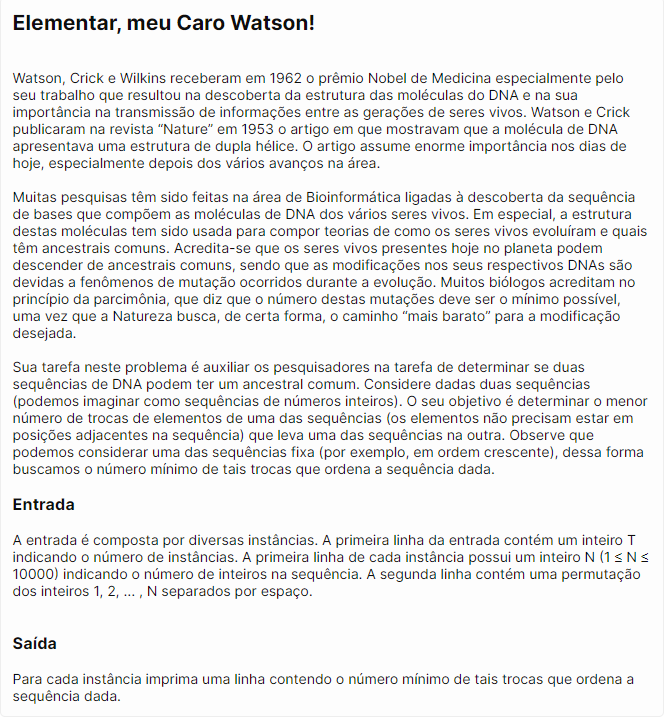 Elementar, meu Caro Watson!
Watson, Crick e Wilkins receberam em 1962 o prêmio Nobel de Medicina especialmente pelo
seu trabalho que resultou na descoberta da estrutura das moléculas do DNA e na sua
importância na transmissão de informações entre as gerações de seres vivos. Watson e Crick
publicaram na revista “Nature” em 1953 o artigo em que mostravam que a molécula de DNA
apresentava uma estrutura de dupla hélice. O artigo assume enorme importância nos dias de
hoje, especialmente depois dos vários avanços na área.
Muitas pesquisas têm sido feitas na área de Bioinformática ligadas à descoberta da sequência
de bases que compõem as moléculas de DNA dos vários seres vivos. Em especial, a estrutura
destas moléculas tem sido usada para compor teorias de como os seres vivos evoluíram e quais
têm ancestrais comuns. Acredita-se que os seres vivos presentes hoje no planeta podem
descender de ancestrais comuns, sendo que as modificações nos seus respectivos DNAs são
devidas a fenômenos de mutação ocorridos durante a evolução. Muitos biólogos acreditam no
princípio da parcimônia, que diz que o número destas mutações deve ser o mínimo possível,
uma vez que a Natureza busca, de certa forma, o caminho “mais barato” para a modificação
desejada.
Sua tarefa neste problema é auxiliar os pesquisadores na tarefa de determinar se duas
sequências de DNA podem ter um ancestral comum. Considere dadas duas sequências
(podemos imaginar como sequências de números inteiros). O seu objetivo é determinar o menor
número de trocas de elementos de uma das sequências (os elementos não precisam estar em
posições adjacentes na sequência) que leva uma das sequências na outra. Observe que
podemos considerar uma das sequências fixa (por exemplo, em ordem crescente), dessa forma
buscamos o número mínimo de tais trocas que ordena a sequência dada.
Entrada
A entrada é composta por diversas instâncias. A primeira linha da entrada contém um inteiro T
indicando o número de instâncias. A primeira linha de cada instância possui um inteiro N (1 ≤ N ≤
10000) indicando o número de inteiros na sequência. A segunda linha contém uma permutação
dos inteiros 1, 2, ... , N separados por espaço.
Saída
Para cada instância imprima uma linha contendo o número mínimo de tais trocas que ordena a
sequência dada.